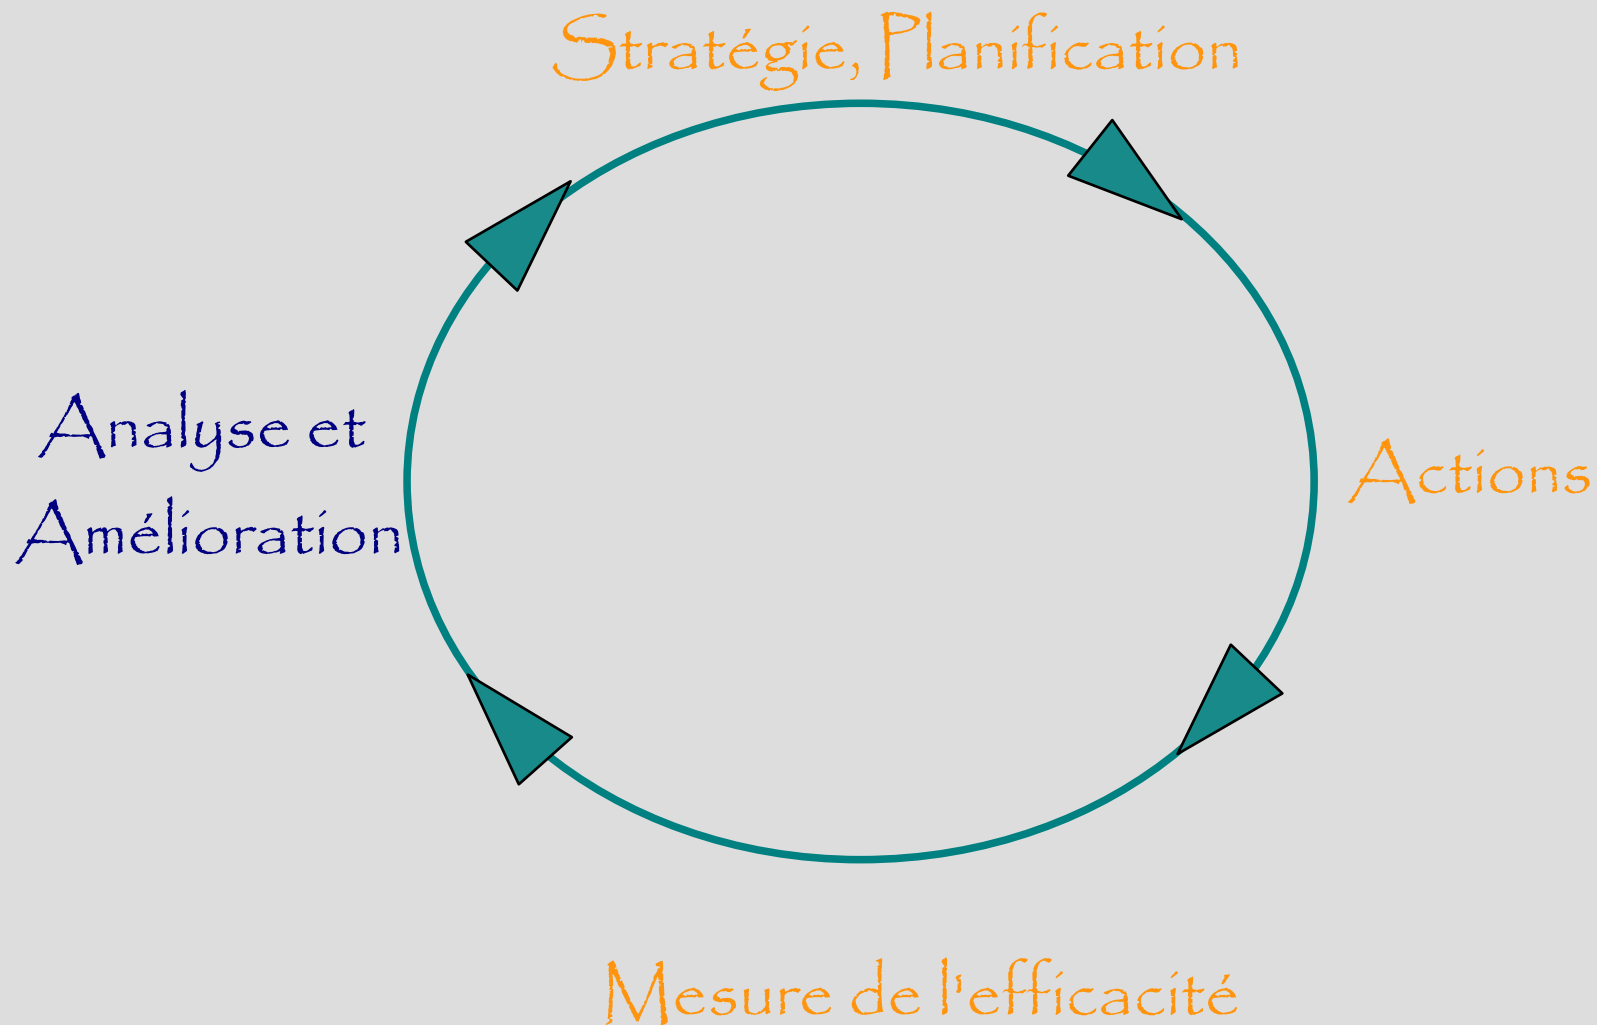 Stratégie, Planification
Analyse et
Amélioration
Actions
Mesure de l'efficacité